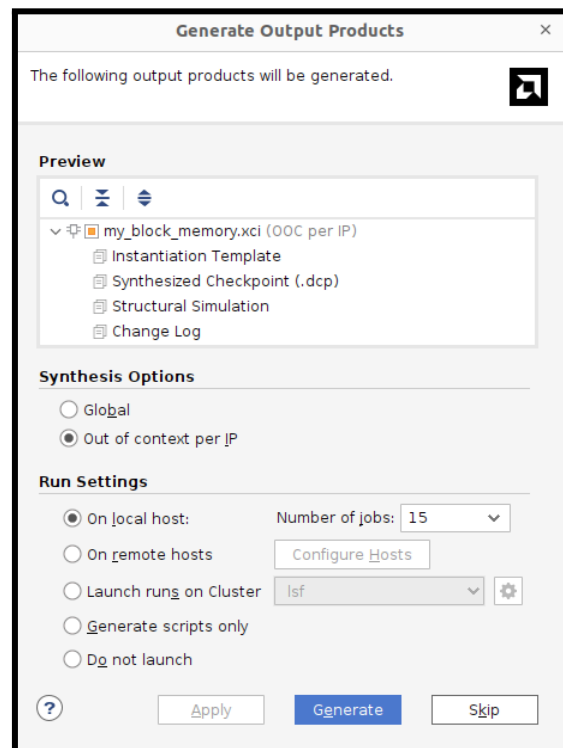 Generate Output Products ×
The following output products will be generated.
Preview
my_block_memory.xci (OOC per IP)
Instantiation Template
Synthesized Checkpoint (.dcp)
Structural Simulation
Change Log
Synthesis Options
Global
Out of context per IP
Run Settings
On local host: Number of jobs: 15
On remote hosts Configure Hosts
Launch runs on Cluster lsf
Generate scripts only
Do not launch
? Apply Generate Skip